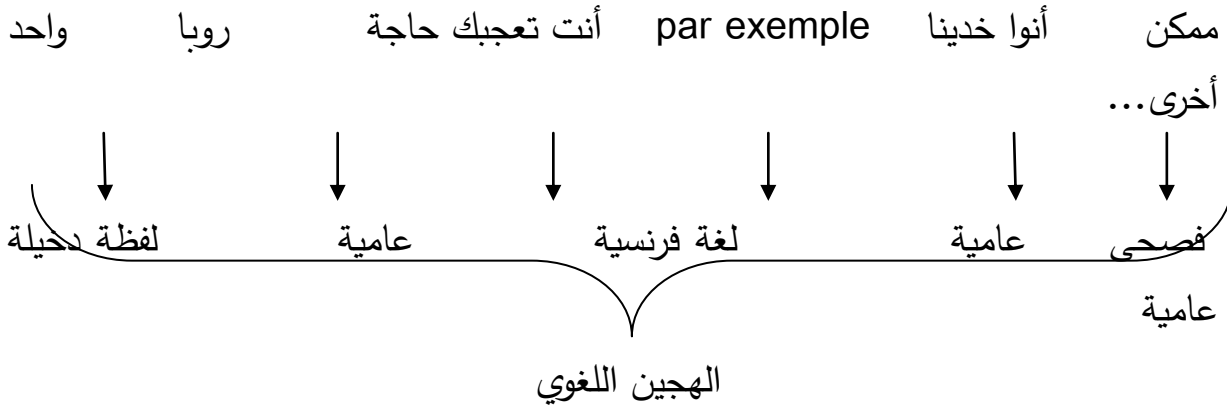 ممكن أنوا خدينا par exemple أنت تعجبك حاجة روبا واحد
أخرى...
فصحى عامية لغة فرنسية عامية لفظة دخيلة
عامية
الهجين اللغوي